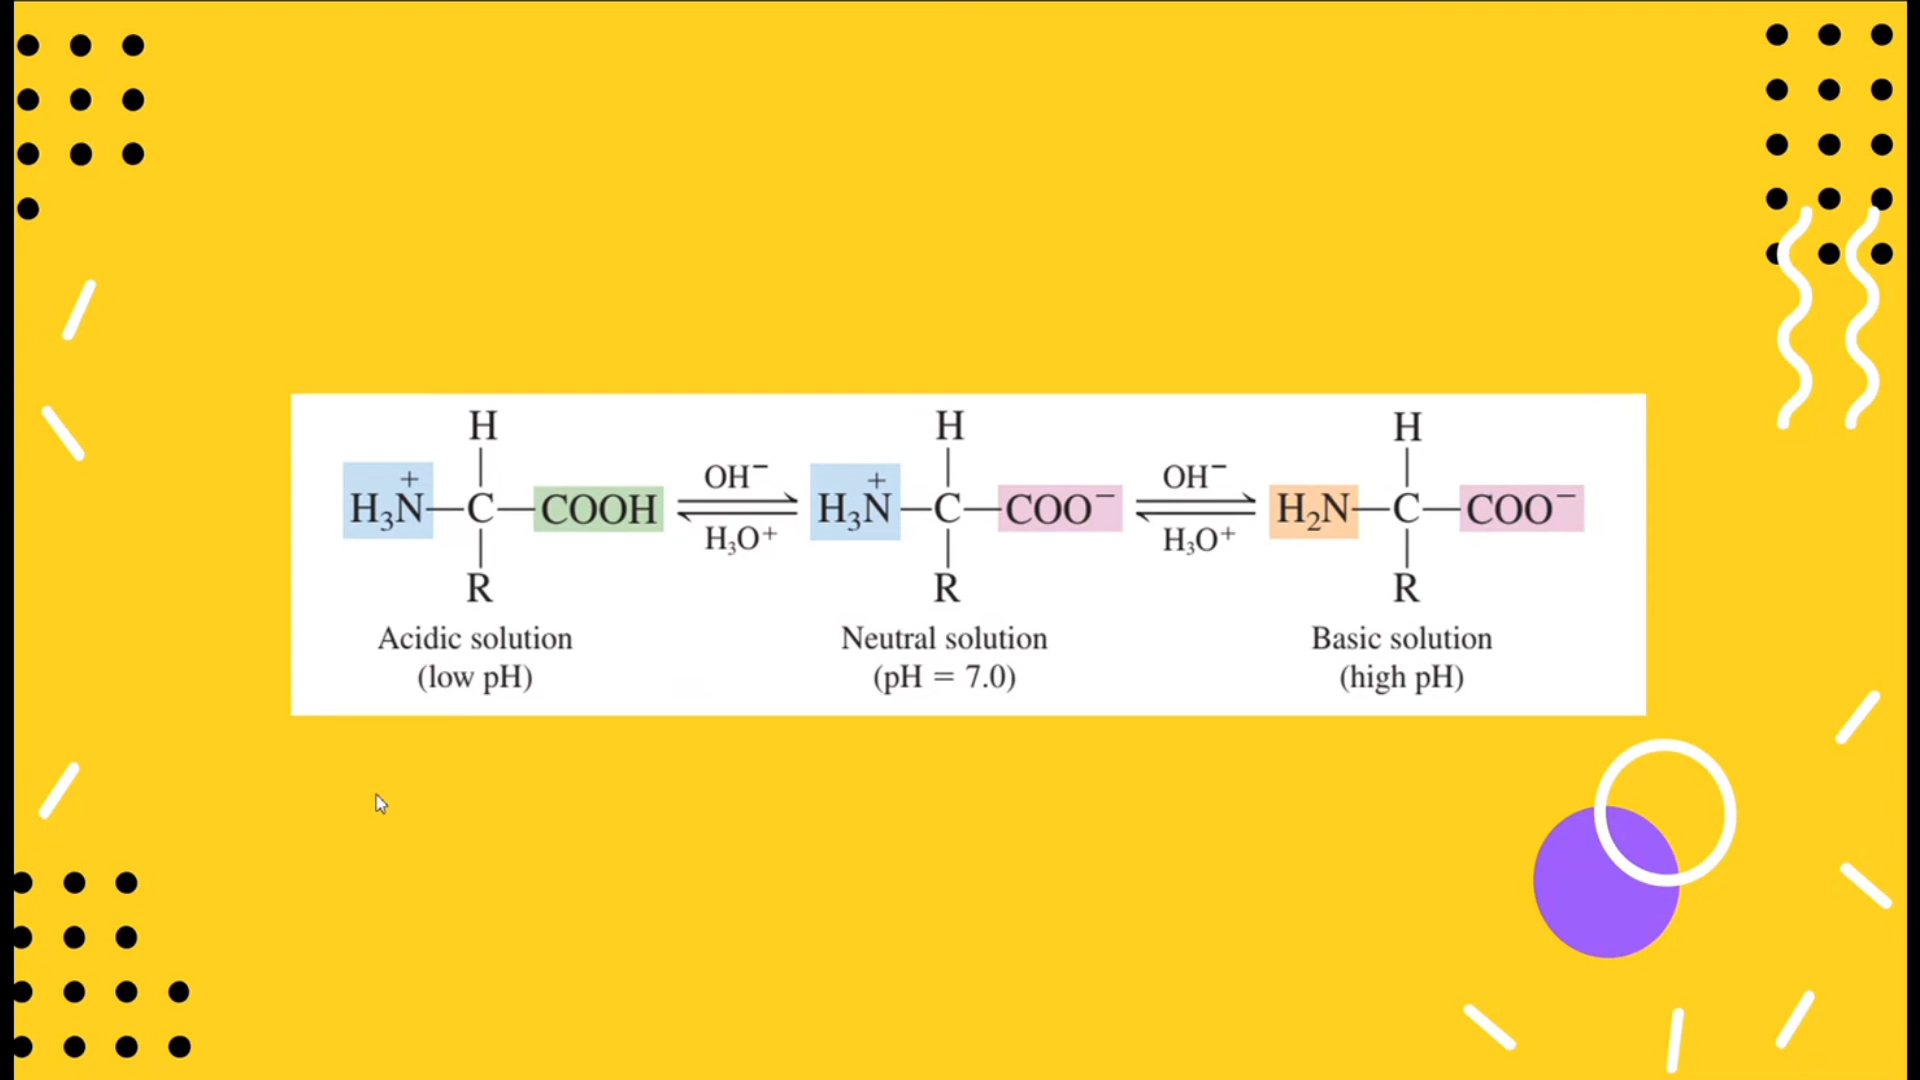 H H H
+ + 
H₃N—C—COOH ⇌ H₃N—C—COO⁻ ⇌ H₂N—C—COO⁻
OH⁻ OH⁻
H₃O⁺ H₃O⁺
R R R
Acidic solution Neutral solution Basic solution
(low pH) (pH = 7.0) (high pH)